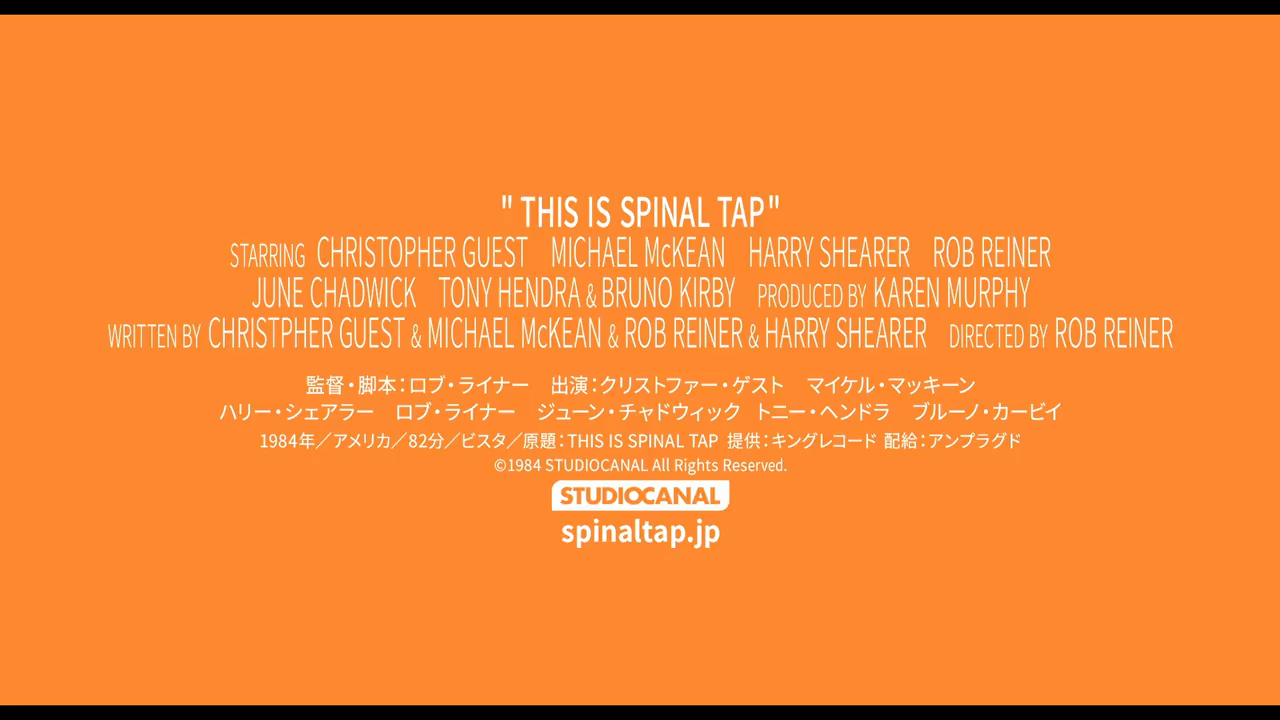 "THIS IS SPINAL TAP"
STARRING CHRISTOPHER GUEST MICHAEL McKEAN HARRY SHEARER ROB REINER
JUNE CHADWICK TONY HENDRA & BRUNO KIRBY PRODUCED BY KAREN MURPHY
WRITTEN BY CHRISTPHER GUEST & MICHAEL McKEAN & ROB REINER & HARRY SHEARER DIRECTED BY ROB REINER
監督・脚本：ロブ・ライナー 出演：クリストファー・ゲスト マイケル・マッキーン
ハリー・シェアラー ロブ・ライナー ジューン・チャドウィック トニー・ヘンドラ ブルーノ・カービイ
1984年／アメリカ／82分／ビスタ／原題：THIS IS SPINAL TAP 提供：キングレコード 配給：アンプラグド
©1984 STUDIOCANAL All Rights Reserved.
STUDIOCANAL
spinaltap.jp